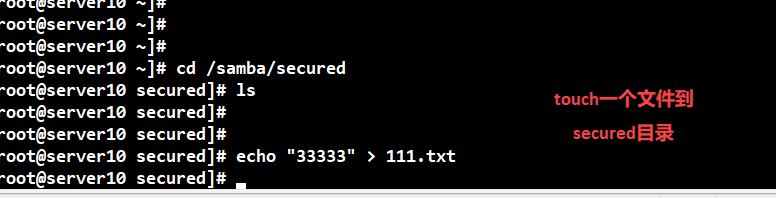 root@server10 ~]#
root@server10 ~]#
root@server10 ~]#
root@server10 ~]# cd /samba/secured
root@server10 secured]# ls
root@server10 secured]#
root@server10 secured]#
root@server10 secured]# echo "33333" > 111.txt
root@server10 secured]#
touch一个文件到
secured目录